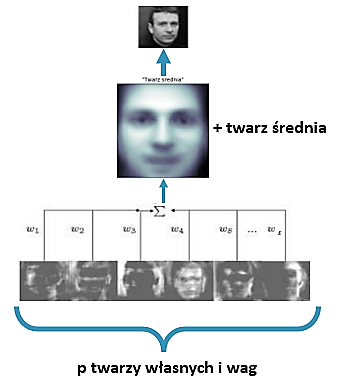 "Twarz średnia"
+ twarz średnia
Σ
w₁ w₂ w₃ w₄ w₅ ... wᵣ
p twarzy własnych i wag